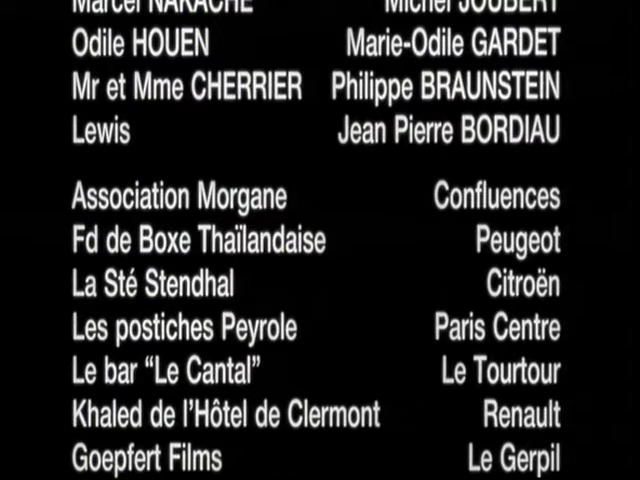 Marcel NAKACHE Michel JOUBERT
Odile HOUEN Marie-Odile GARDET
Mr et Mme CHERRIER Philippe BRAUNSTEIN
Lewis Jean Pierre BORDIAU
Association Morgane Confluences
Fd de Boxe Thaïlandaise Peugeot
La Sté Stendhal Citroën
Les postiches Peyrole Paris Centre
Le bar “Le Cantal” Le Tourtour
Khaled de l’Hôtel de Clermont Renault
Goepfert Films Le Gerpil